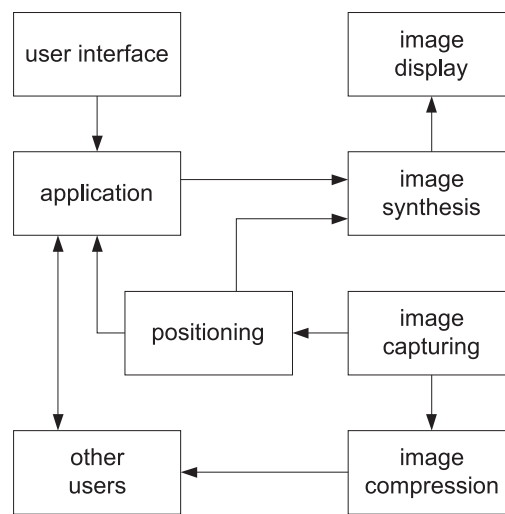 user interface
image
display
application
image
synthesis
positioning
image
capturing
other
users
image
compression